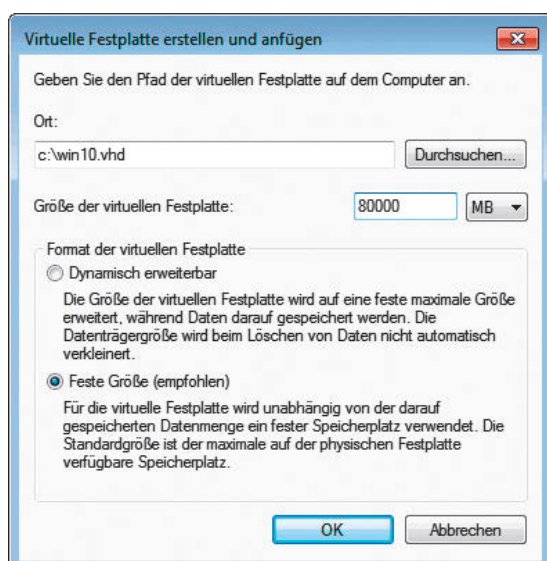 Virtuelle Festplatte erstellen und anfügen
Geben Sie den Pfad der virtuellen Festplatte auf dem Computer an.
Ort:
c:\win10.vhd Durchsuchen...
Größe der virtuellen Festplatte: 80000 MB
Format der virtuellen Festplatte
Dynamisch erweiterbar
Die Größe der virtuellen Festplatte wird auf eine feste maximale Größe
erweitert, während Daten darauf gespeichert werden. Die
Datenträgergröße wird beim Löschen von Daten nicht automatisch
verkleinert.
Feste Größe (empfohlen)
Für die virtuelle Festplatte wird unabhängig von der darauf
gespeicherten Datenmenge ein fester Speicherplatz verwendet. Die
Standardgröße ist der maximale auf der physischen Festplatte
verfügbare Speicherplatz.
OK Abbrechen